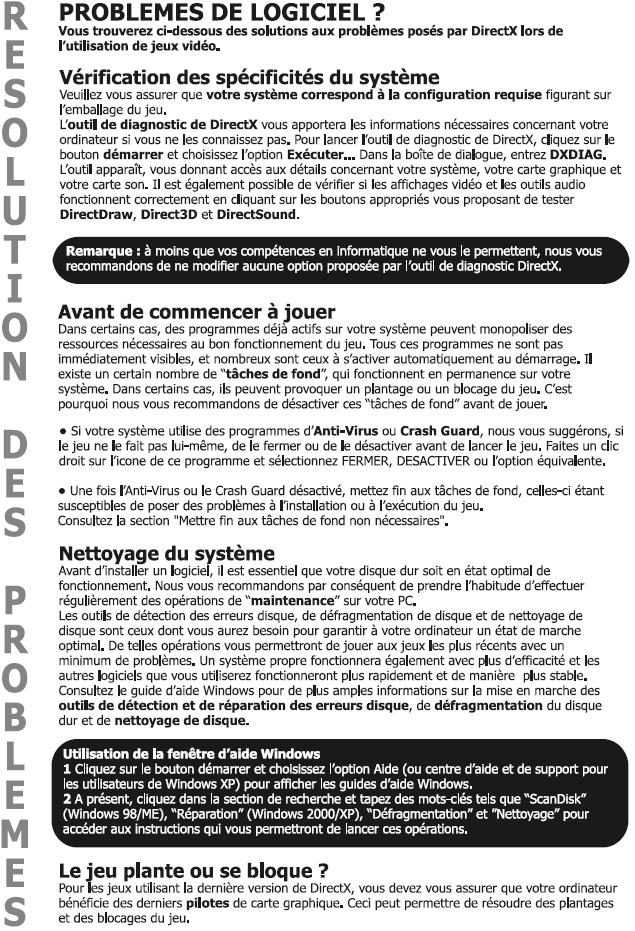 RESOLUTION DES PROBLEMES
PROBLEMES DE LOGICIEL ?
Vous trouverez ci-dessous des solutions aux problèmes posés par DirectX lors de
l'utilisation de jeux vidéo.
Vérification des spécificités du système
Veuillez vous assurer que votre système correspond à la configuration requise figurant sur
l'emballage du jeu.
L'outil de diagnostic de DirectX vous apportera les informations nécessaires concernant votre
ordinateur si vous ne les connaissez pas. Pour lancer l'outil de diagnostic de DirectX, cliquez sur le
bouton démarrer et choisissez l'option Exécuter... Dans la boîte de dialogue, entrez DXDIAG.
L'outil apparaît, vous donnant accès aux détails concernant votre système, votre carte graphique et
votre carte son. Il est également possible de vérifier si les affichages vidéo et les outils audio
fonctionnent correctement en cliquant sur les boutons appropriés vous proposant de tester
DirectDraw, Direct3D et DirectSound.
Remarque : à moins que vos compétences en informatique ne vous le permettent, nous vous
recommandons de ne modifier aucune option proposée par l'outil de diagnostic DirectX.
Avant de commencer à jouer
Dans certains cas, des programmes déjà actifs sur votre système peuvent monopoliser des
ressources nécessaires au bon fonctionnement du jeu. Tous ces programmes ne sont pas
immédiatement visibles, et nombreux sont ceux à s'activer automatiquement au démarrage. Il
existe un certain nombre de "tâches de fond", qui fonctionnent en permanence sur votre
système. Dans certains cas, ils peuvent provoquer un plantage ou un blocage du jeu. C'est
pourquoi nous vous recommandons de désactiver ces "tâches de fond" avant de jouer.
• Si votre système utilise des programmes d'Anti-Virus ou Crash Guard, nous vous suggérons, si
le jeu ne le fait pas lui-même, de le fermer ou de le désactiver avant de lancer le jeu. Faites un clic
droit sur l'icone de ce programme et sélectionnez FERMER, DESACTIVER ou l'option équivalente.
• Une fois l'Anti-Virus ou le Crash Guard désactivé, mettez fin aux tâches de fond, celles-ci étant
susceptibles de poser des problèmes à l'installation ou à l'exécution du jeu.
Consultez la section "Mettre fin aux tâches de fond non nécessaires".
Nettoyage du système
Avant d'installer un logiciel, il est essentiel que votre disque dur soit en état optimal de
fonctionnement. Nous vous recommandons par conséquent de prendre l'habitude d'effectuer
régulièrement des opérations de "maintenance" sur votre PC.
Les outils de détection des erreurs disque, de défragmentation de disque et de nettoyage de
disque sont ceux dont vous aurez besoin pour garantir à votre ordinateur un état de marche
optimal. De telles opérations vous permettront de jouer aux jeux les plus récents avec un
minimum de problèmes. Un système propre fonctionnera également avec plus d'efficacité et les
autres logiciels que vous utiliserez fonctionneront plus rapidement et de manière plus stable.
Consultez le guide d'aide Windows pour de plus amples informations sur la mise en marche des
outils de détection et de réparation des erreurs disque, de défragmentation du disque
dur et de nettoyage de disque.
Utilisation de la fenêtre d'aide Windows
1 Cliquez sur le bouton démarrer et choisissez l'option Aide (ou centre d'aide et de support pour
les utilisateurs de Windows XP) pour afficher les guides d'aide Windows.
2 A présent, cliquez dans la section de recherche et tapez des mots-clés tels que "ScanDisk"
(Windows 98/ME), "Réparation" (Windows 2000/XP), "Défragmentation" et "Nettoyage" pour
accéder aux instructions qui vous permettront de lancer ces opérations.
Le jeu plante ou se bloque ?
Pour les jeux utilisant la dernière version de DirectX, vous devez vous assurer que votre ordinateur
bénéficie des derniers pilotes de carte graphique. Ceci peut permettre de résoudre des plantages
et des blocages du jeu.